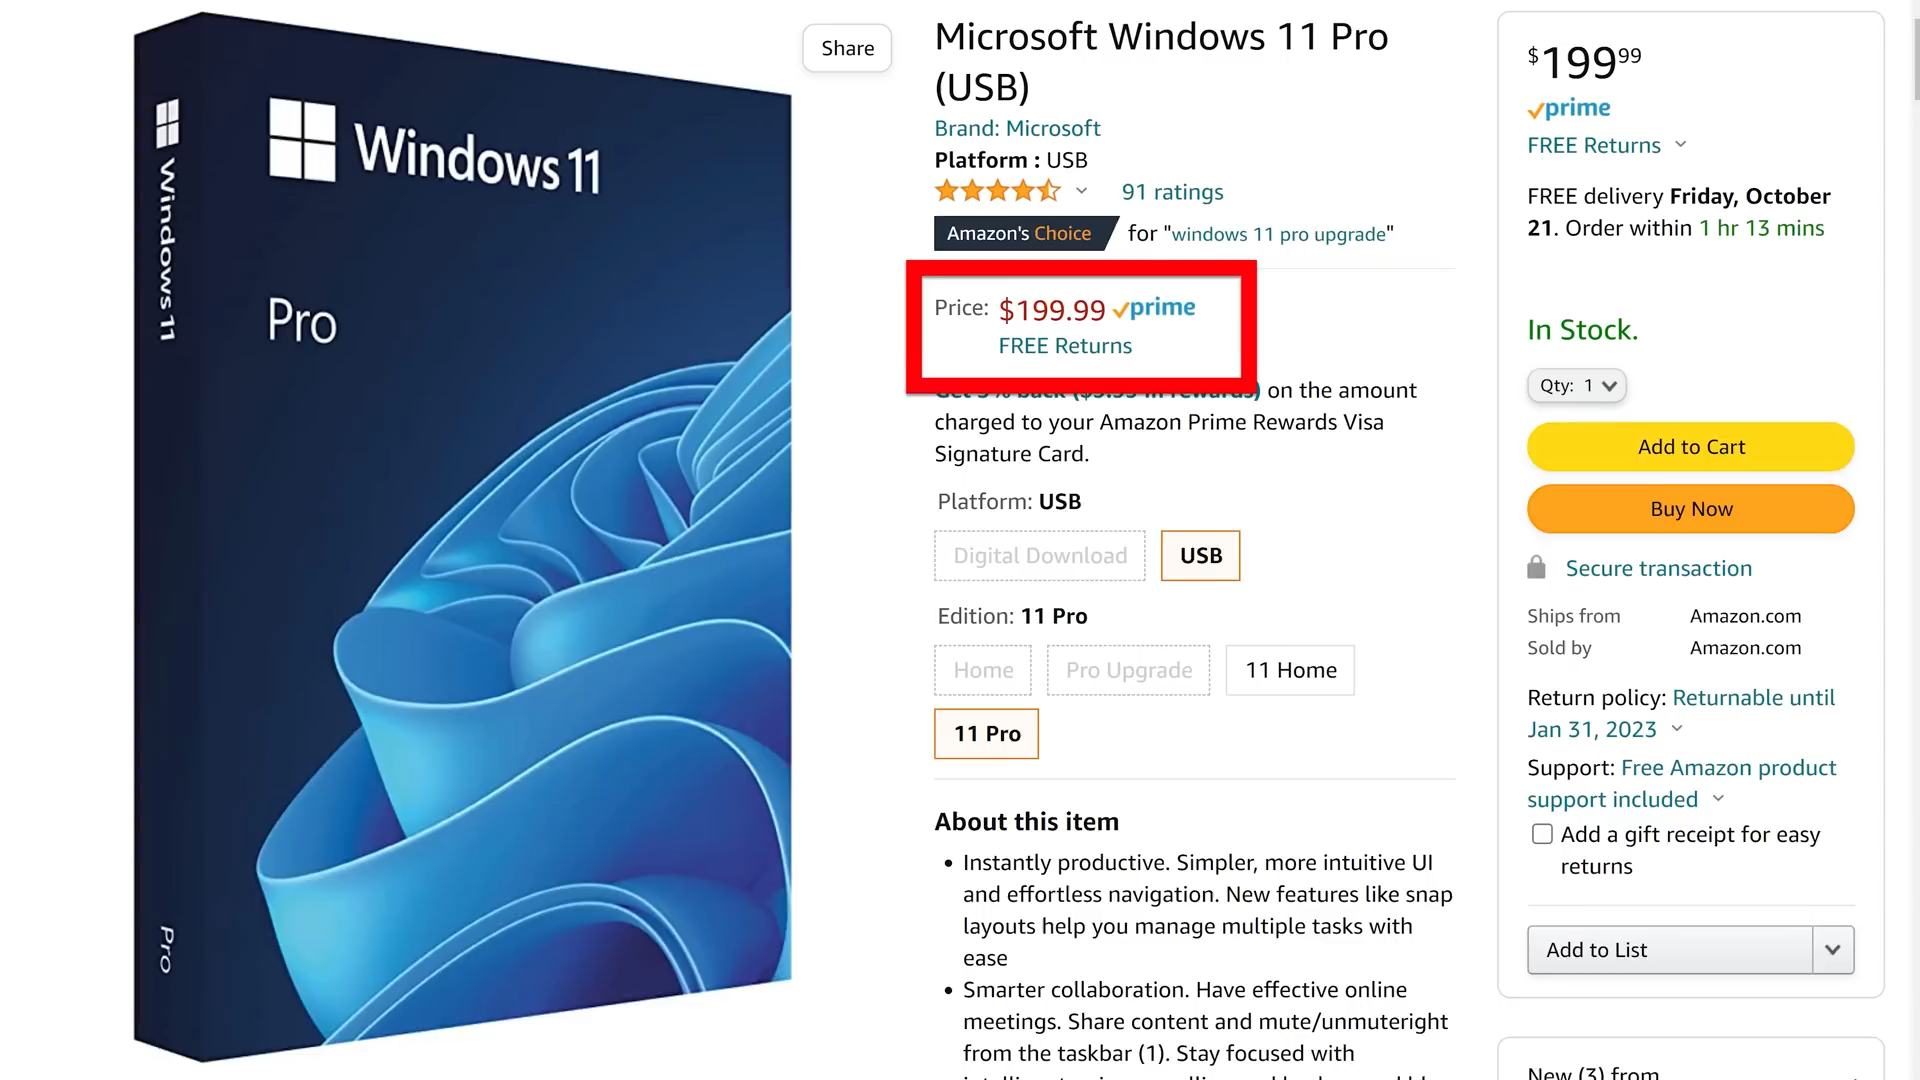 Windows 11
Pro
Windows 11
Pro
Share
Microsoft Windows 11 Pro
(USB)
Brand: Microsoft
Platform : USB
91 ratings
Amazon's Choice for "windows 11 pro upgrade"
Price: $199.99 prime
FREE Returns
on the amount
charged to your Amazon Prime Rewards Visa
Signature Card.
Platform: USB
Digital Download USB
Edition: 11 Pro
Home Pro Upgrade 11 Home
11 Pro
About this item
• Instantly productive. Simpler, more intuitive UI
and effortless navigation. New features like snap
layouts help you manage multiple tasks with
ease
• Smarter collaboration. Have effective online
meetings. Share content and mute/unmuteright
from the taskbar (1). Stay focused with
$199.99
prime
FREE Returns
FREE delivery Friday, October
21. Order within 1 hr 13 mins
In Stock.
Qty: 1
Add to Cart
Buy Now
Secure transaction
Ships from Amazon.com
Sold by Amazon.com
Return policy: Returnable until
Jan 31, 2023
Support: Free Amazon product
support included
Add a gift receipt for easy
returns
Add to List
New (3) from